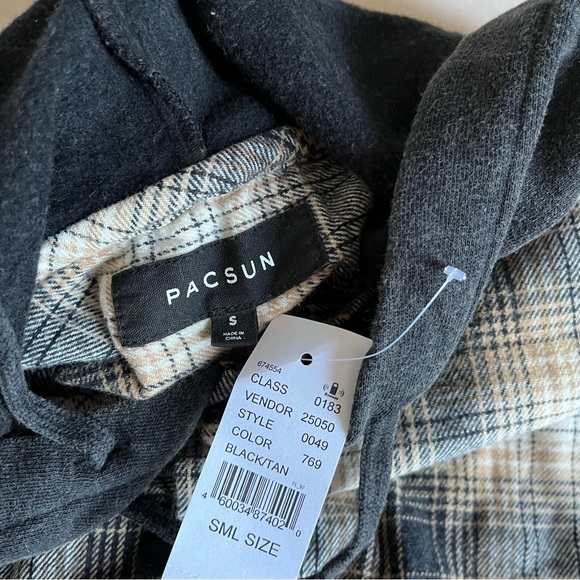 PACSUN
S
MADE IN
CHINA
674554
CLASS 0183
VENDOR 25050
STYLE 0049
COLOR 769
BLACK/TAN
4 60034 87402 0
SML SIZE